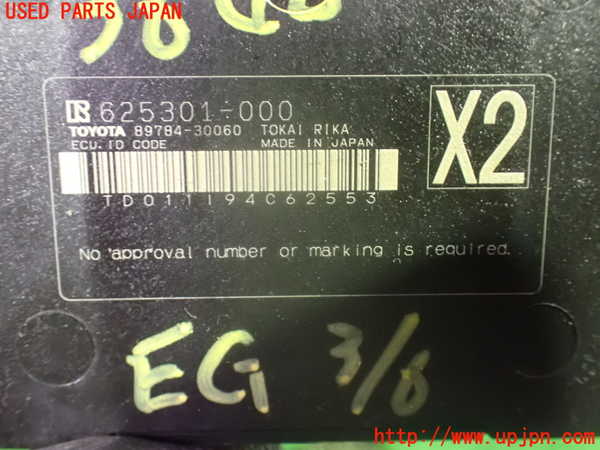 USED PARTS JAPAN
625301-000
TOYOTA 89784-30060 TOKAI RIKA
ECU. ID CODE MADE IN JAPAN
X2
TD011194C62553
No approval number or marking is required.
EG 3/8
http://www.upjpn.com